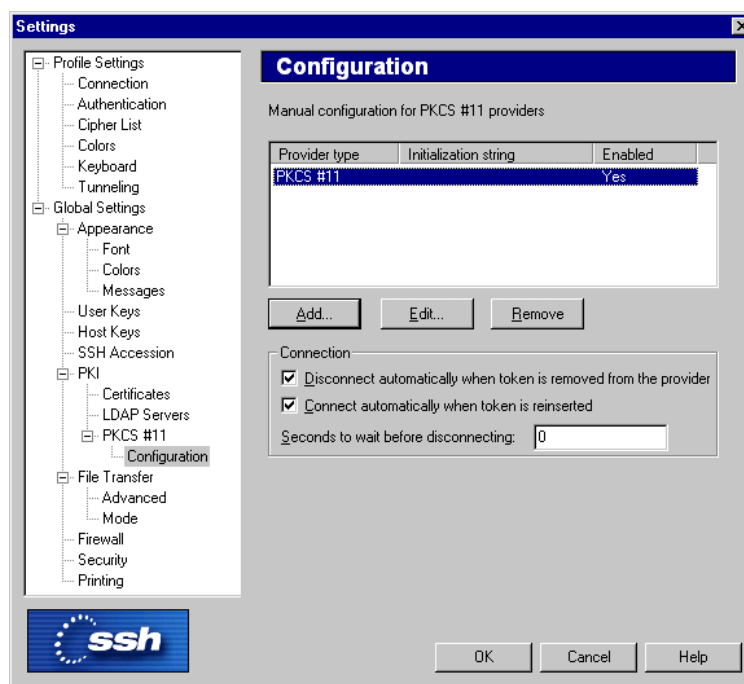 Settings
Profile Settings
Connection
Authentication
Cipher List
Colors
Keyboard
Tunneling
Global Settings
Appearance
Font
Colors
Messages
User Keys
Host Keys
SSH Accession
PKI
Certificates
LDAP Servers
PKCS #11
Configuration
File Transfer
Advanced
Mode
Firewall
Security
Printing
ssh
Configuration
Manual configuration for PKCS #11 providers
Provider type Initialization string Enabled
PKCS #11 Yes
Add... Edit... Remove
Connection
Disconnect automatically when token is removed from the provider
Connect automatically when token is reinserted
Seconds to wait before disconnecting: 0
OK Cancel Help